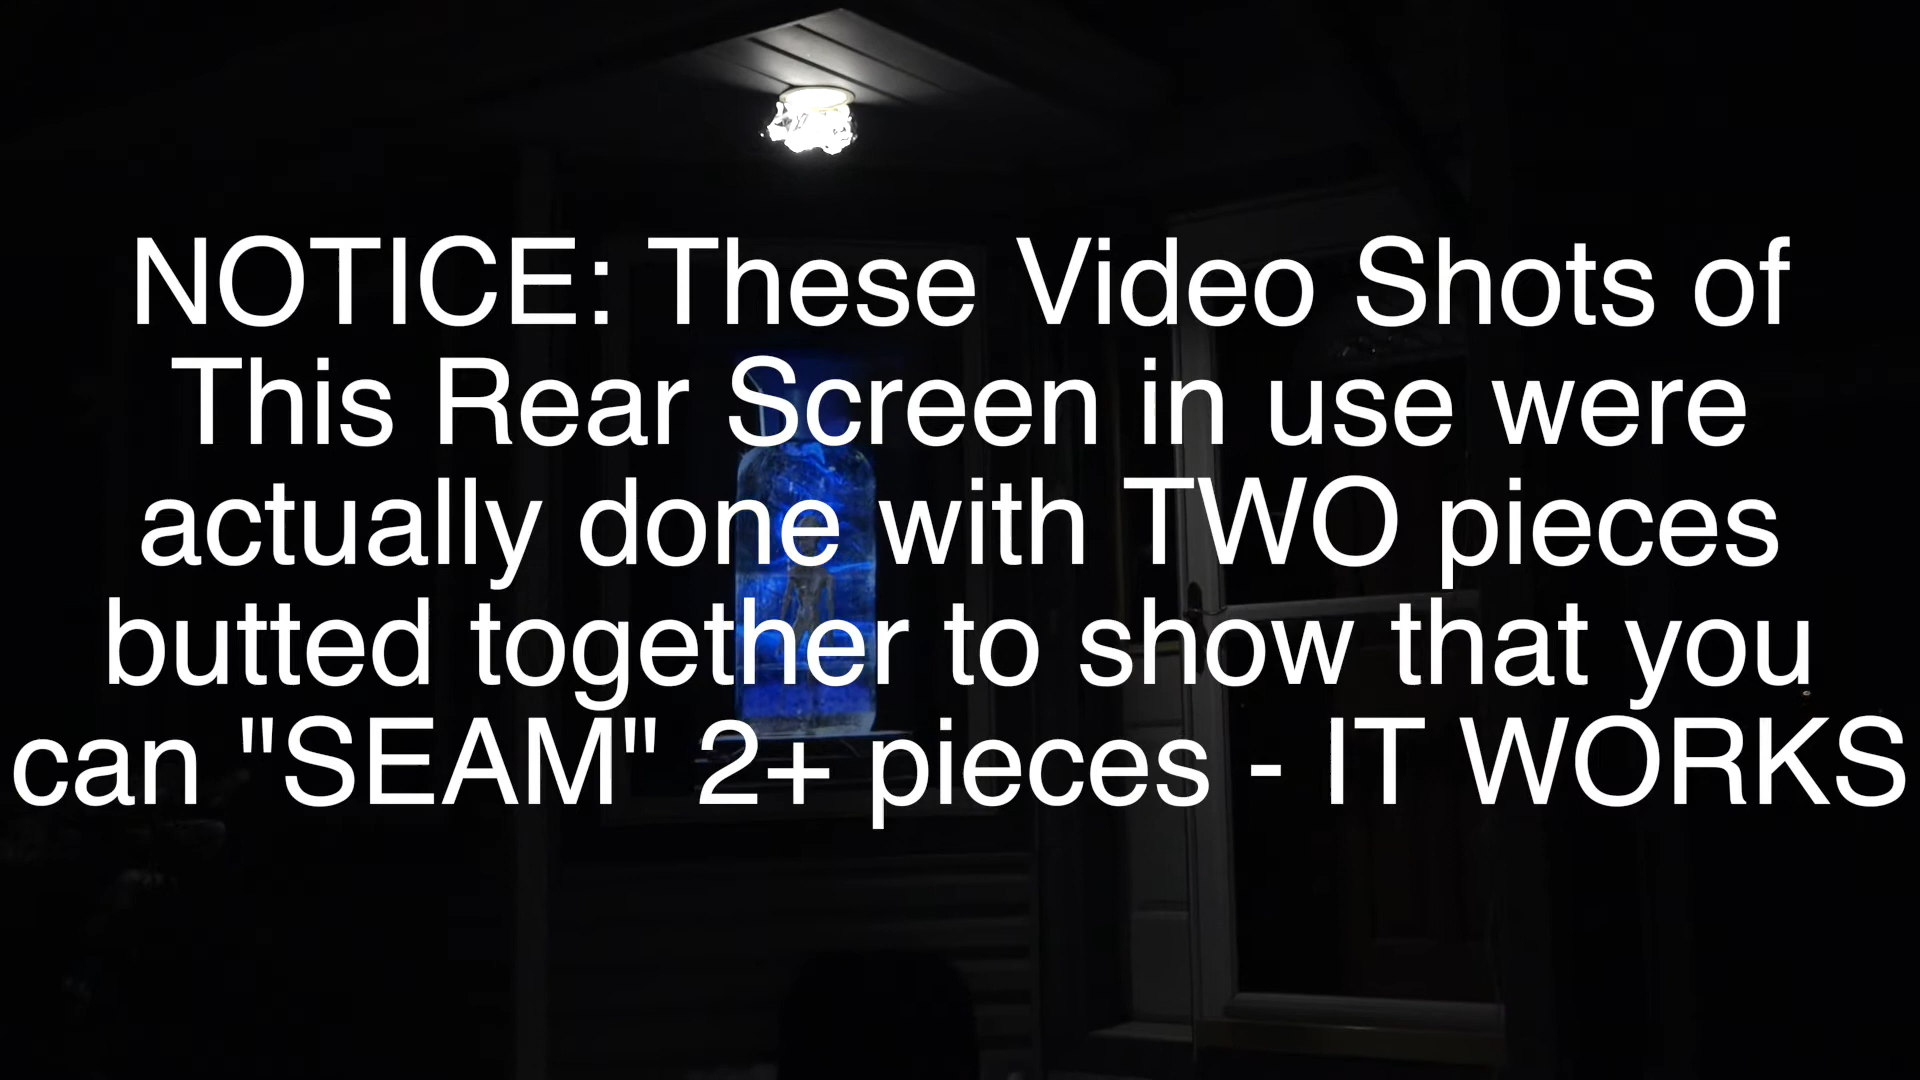 NOTICE: These Video Shots of
This Rear Screen in use were
actually done with TWO pieces
butted together to show that you
can "SEAM" 2+ pieces - IT WORKS